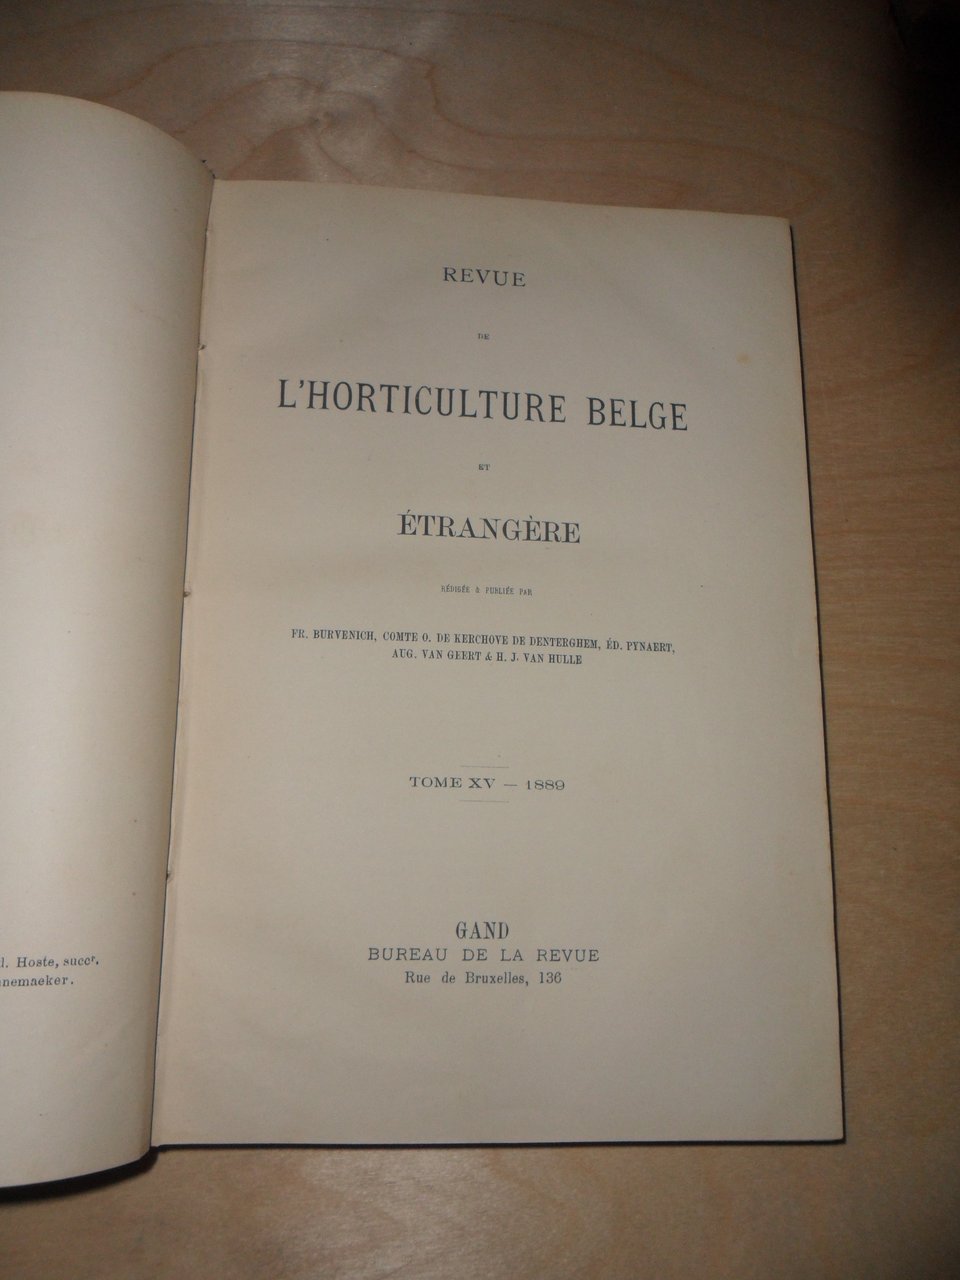 REVUE
DE
L'HORTICULTURE BELGE
ET
ÉTRANGÈRE
RÉDIGÉE & PUBLIÉE PAR
FR. BURVENICH, COMTE O. DE KERCHOVE DE DENTERGHEM, ÉD. PYNAERT,
AUG. VAN GEERT & H. J. VAN HULLE
TOME XV — 1889
GAND
BUREAU DE LA REVUE
Rue de Bruxelles, 136
Hoste, succr.